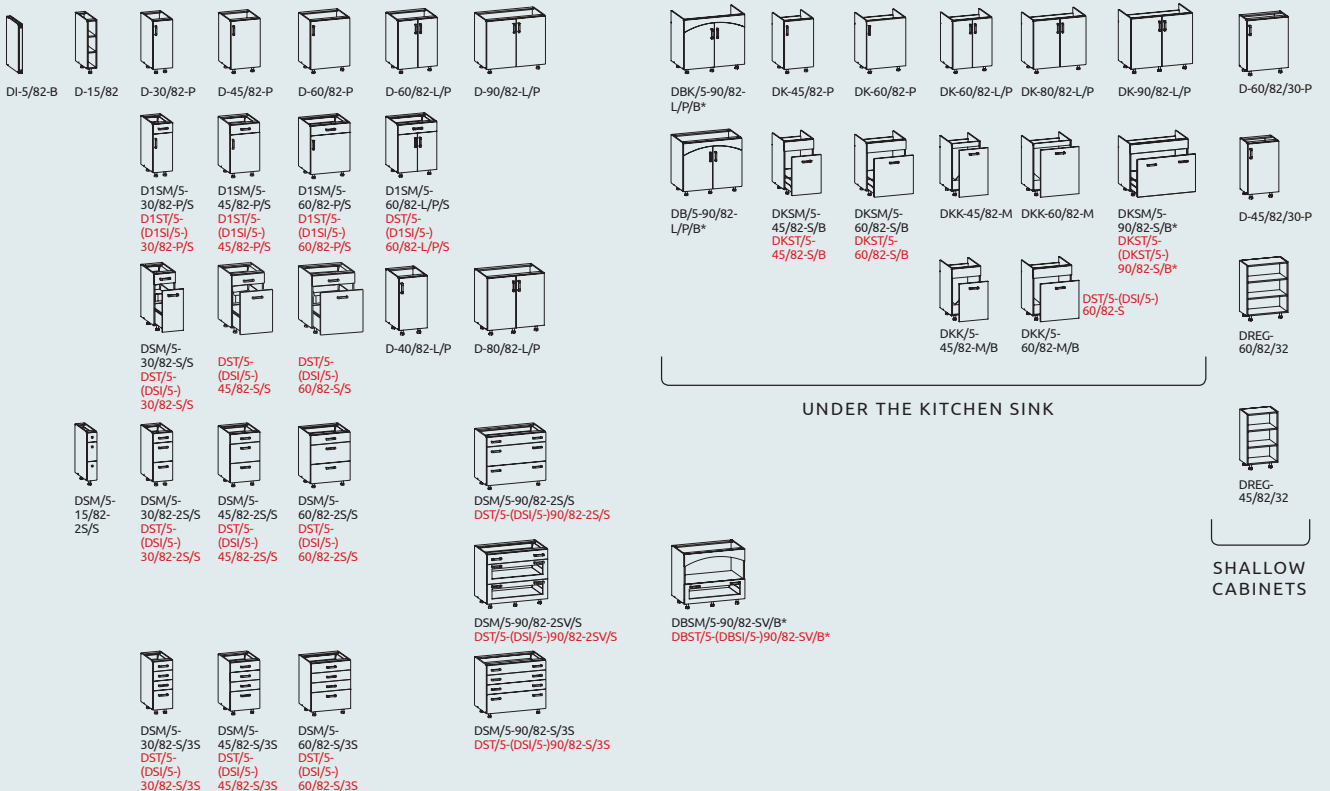 DI-5/82-B
D-15/82
D-30/82-P
D-45/82-P
D-60/82-P
D-60/82-L/P
D-90/82-L/P
DBK/5-90/82-
L/P/B*
DK-45/82-P
DK-60/82-P
DK-60/82-L/P
DK-80/82-L/P
DK-90/82-L/P
D-60/82/30-P
D1SM/5-
30/82-P/S
D1ST/5-
(D1SI/5-)
30/82-P/S
D1SM/5-
45/82-P/S
D1ST/5-
(D1SI/5-)
45/82-P/S
D1SM/5-
60/82-P/S
D1ST/5-
(D1SI/5-)
60/82-P/S
D1SM/5-
60/82-L/P/S
DST/5-
(D1SI/5-)
60/82-L/P/S
DB/5-90/82-
L/P/B*
DKSM/5-
45/82-S/B
DKST/5-
45/82-S/B
DKSM/5-
60/82-S/B
DKST/5-
60/82-S/B
DKK-45/82-M
DKK-60/82-M
DKSM/5-
90/82-S/B*
DKST/5-
(DKST/5-)
90/82-S/B*
D-45/82/30-P
DSM/5-
30/82-S/S
DST/5-
(DSI/5-)
30/82-S/S
DST/5-
(DSI/5-)
45/82-S/S
DST/5-
(DSI/5-)
60/82-S/S
D-40/82-L/P
D-80/82-L/P
DKK/5-
45/82-M/B
DKK/5-
60/82-M/B
DST/5-(DSI/5-)
60/82-S
DREG-
60/82/32
UNDER THE KITCHEN SINK
DSM/5-
15/82-
2S/S
DSM/5-
30/82-2S/S
DST/5-
(DSI/5-)
30/82-2S/S
DSM/5-
45/82-2S/S
DST/5-
(DSI/5-)
45/82-2S/S
DSM/5-
60/82-2S/S
DST/5-
(DSI/5-)
60/82-2S/S
DSM/5-90/82-2S/S
DST/5-(DSI/5-)90/82-2S/S
DREG-
45/82/32
SHALLOW
CABINETS
DSM/5-90/82-2SV/S
DST/5-(DSI/5-)90/82-2SV/S
DBSM/5-90/82-SV/B*
DBST/5-(DBSI/5-)90/82-SV/B*
DSM/5-
30/82-S/3S
DST/5-
(DSI/5-)
30/82-S/3S
DSM/5-
45/82-S/3S
DST/5-
(DSI/5-)
45/82-S/3S
DSM/5-
60/82-S/3S
DST/5-
(DSI/5-)
60/82-S/3S
DSM/5-90/82-S/3S
DST/5-(DSI/5-)90/82-S/3S